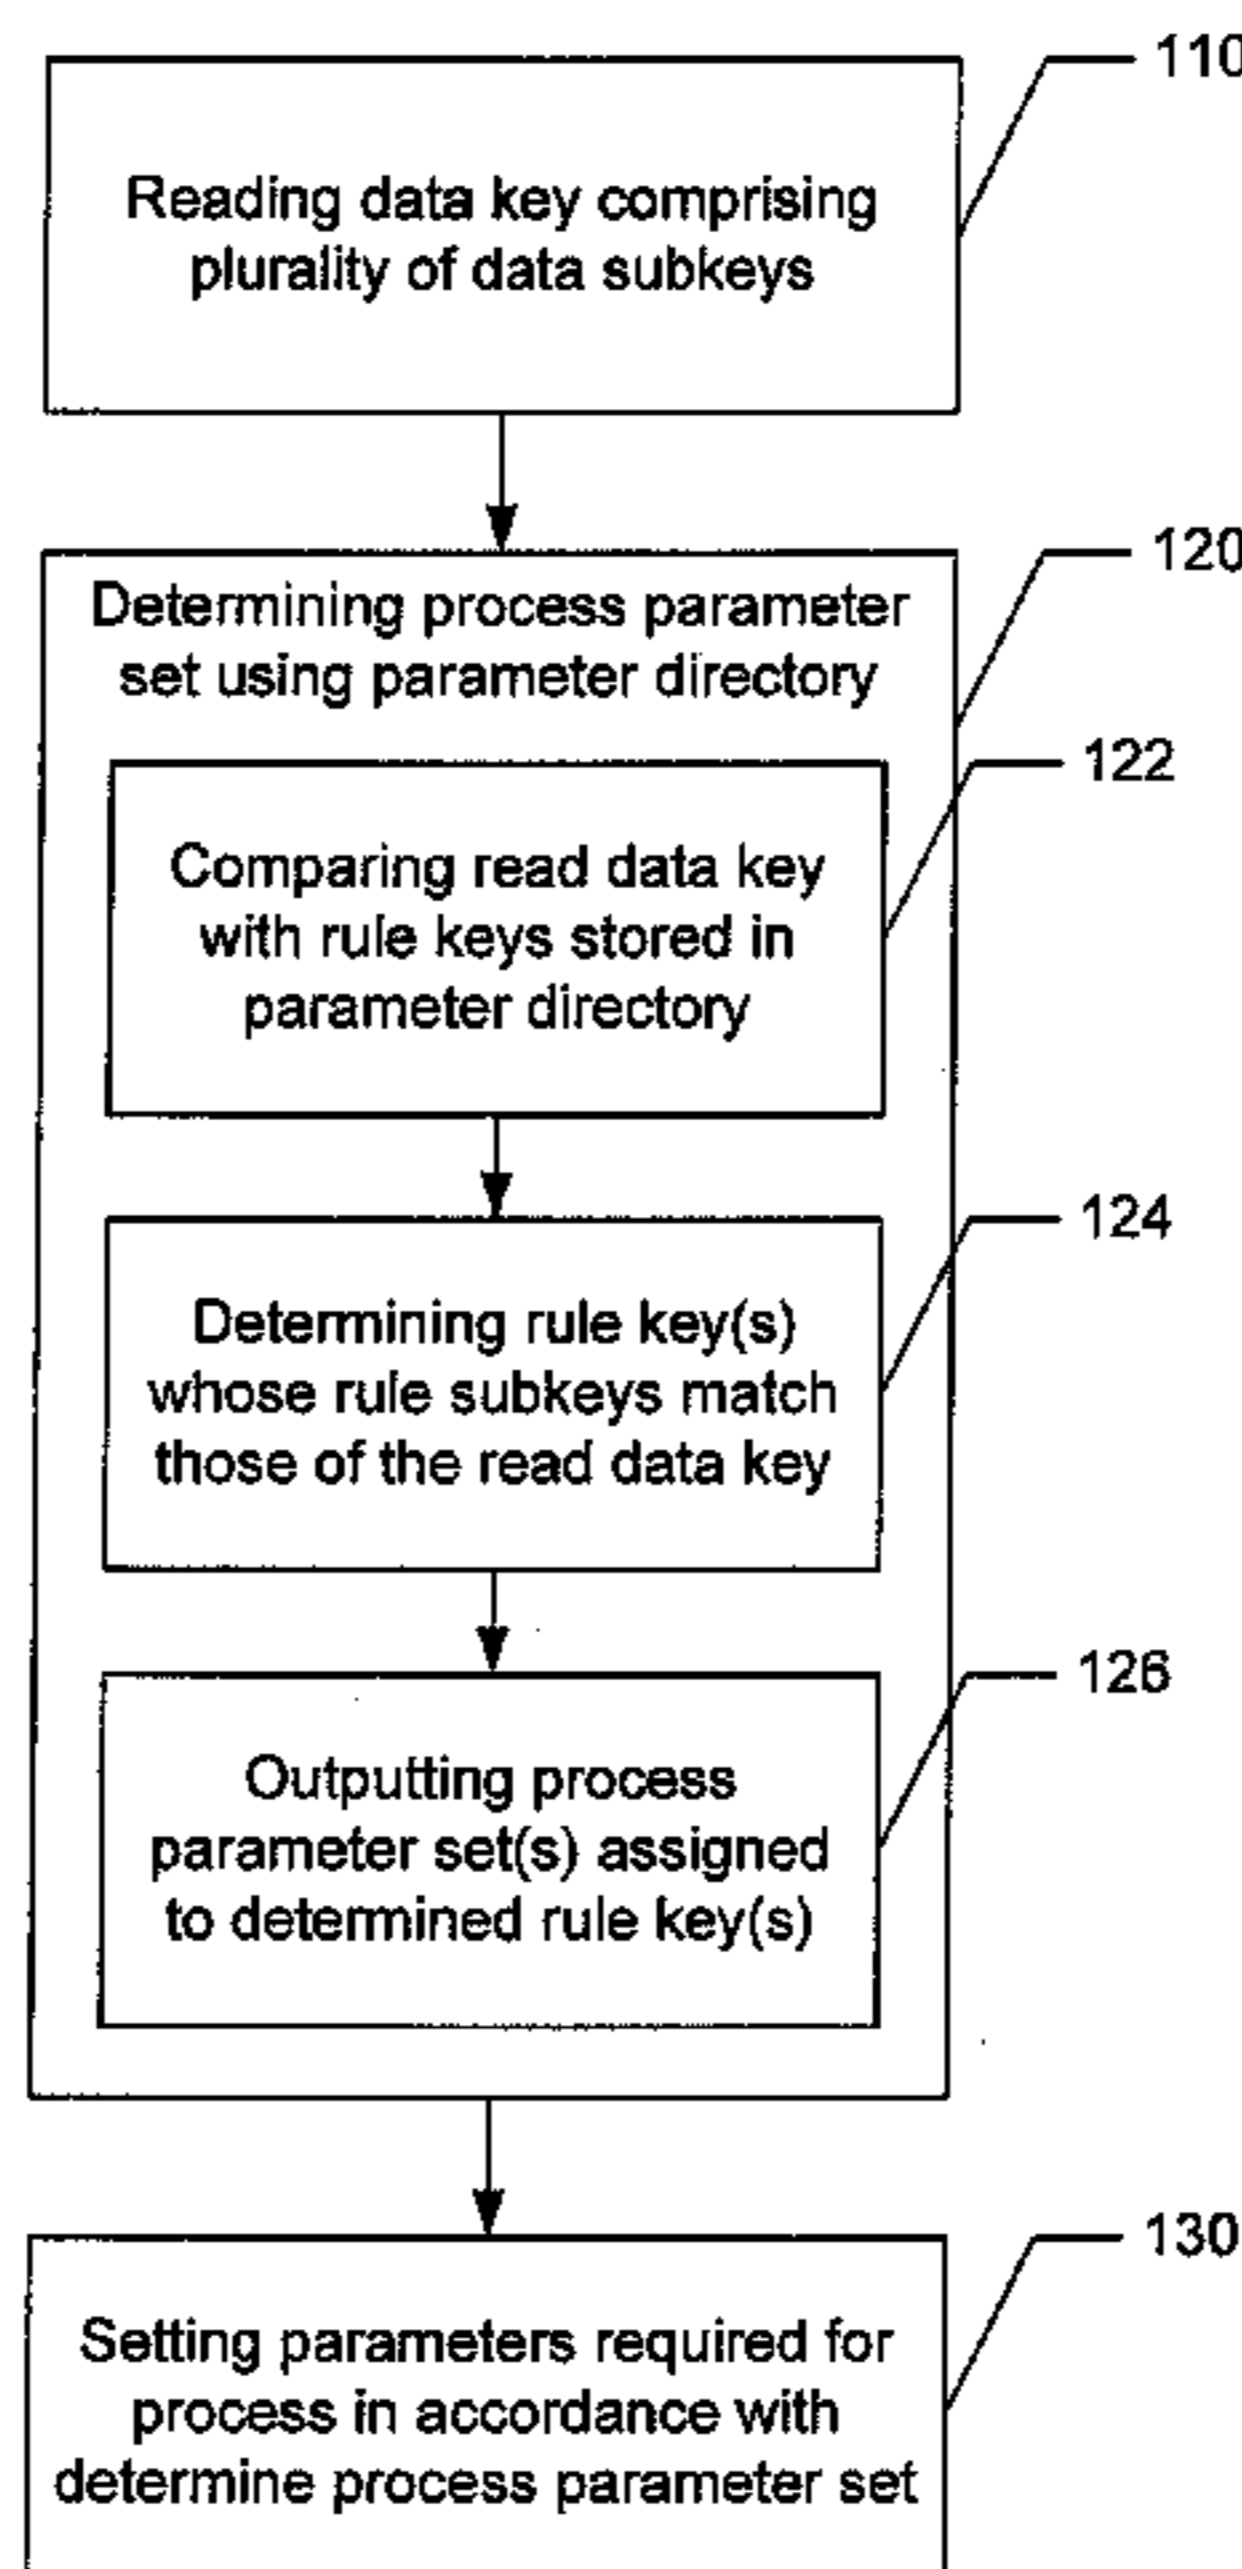 110
Reading data key comprising
plurality of data subkeys
120
Determining process parameter
set using parameter directory
122
Comparing read data key
with rule keys stored in
parameter directory
124
Determining rule key(s)
whose rule subkeys match
those of the read data key
126
Outputting process
parameter set(s) assigned
to determined rule key(s)
130
Setting parameters required for
process in accordance with
determine process parameter set